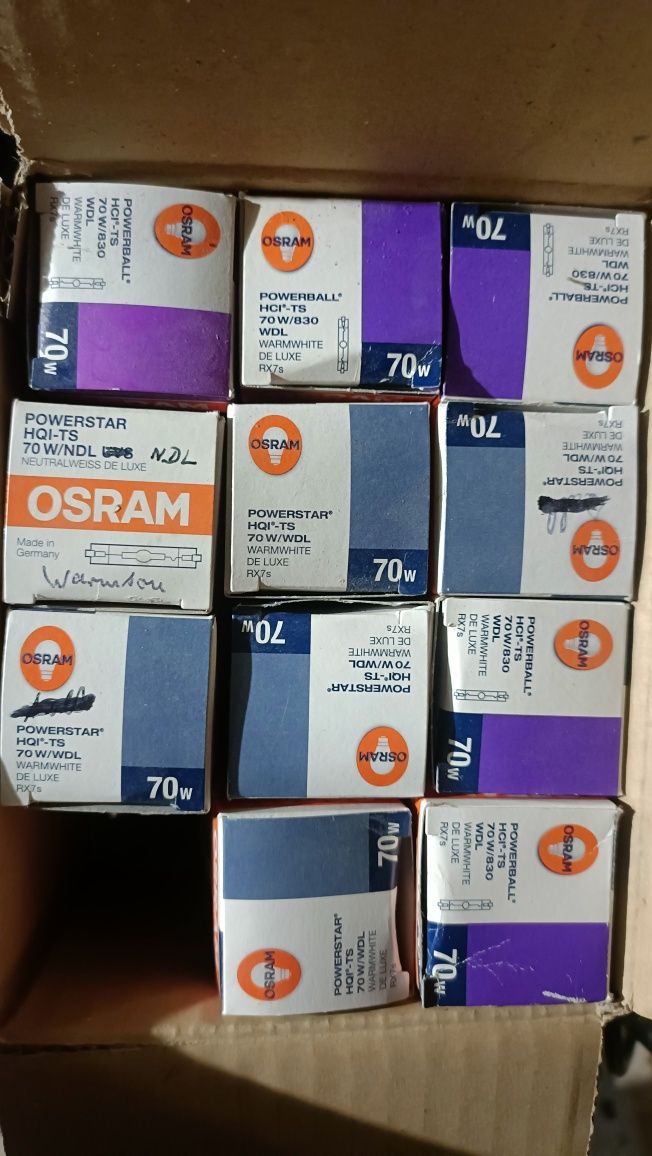 OSRAM
POWERBALL®
HCI®-TS
70 W/830
WDL
WARMWHITE
DE LUXE
RX7s
70W
OSRAM
POWERBALL®
HCI®-TS
70 W/830
WDL
WARMWHITE
DE LUXE
RX7s
70W
OSRAM
POWERBALL®
HCI®-TS
70 W/830
WDL
WARMWHITE
DE LUXE
RX7s
70W
POWERSTAR
HQI-TS
70 W/NDL NDL
NEUTRALWEISS DE LUXE
OSRAM
Made in
Germany
OSRAM
POWERSTAR®
HQI®-TS
70 W/WDL
WARMWHITE
DE LUXE
RX7s
70W
OSRAM
POWERSTAR®
HQI®-TS
70 W/WDL
WARMWHITE
DE LUXE
RX7s
70W
OSRAM
POWERSTAR®
HQI®-TS
70 W/WDL
WARMWHITE
DE LUXE
RX7s
70W
OSRAM
POWERSTAR®
HQI®-TS
70 W/WDL
WARMWHITE
DE LUXE
RX7s
70W
OSRAM
POWERBALL®
HCI®-TS
70 W/830
WDL
WARMWHITE
DE LUXE
RX7s
70W
OSRAM
POWERSTAR®
HQI®-TS
70 W/WDL
WARMWHITE
DE LUXE
RX7s
70W
OSRAM
POWERBALL®
HCI®-TS
70 W/830
WDL
WARMWHITE
DE LUXE
RX7s
70W